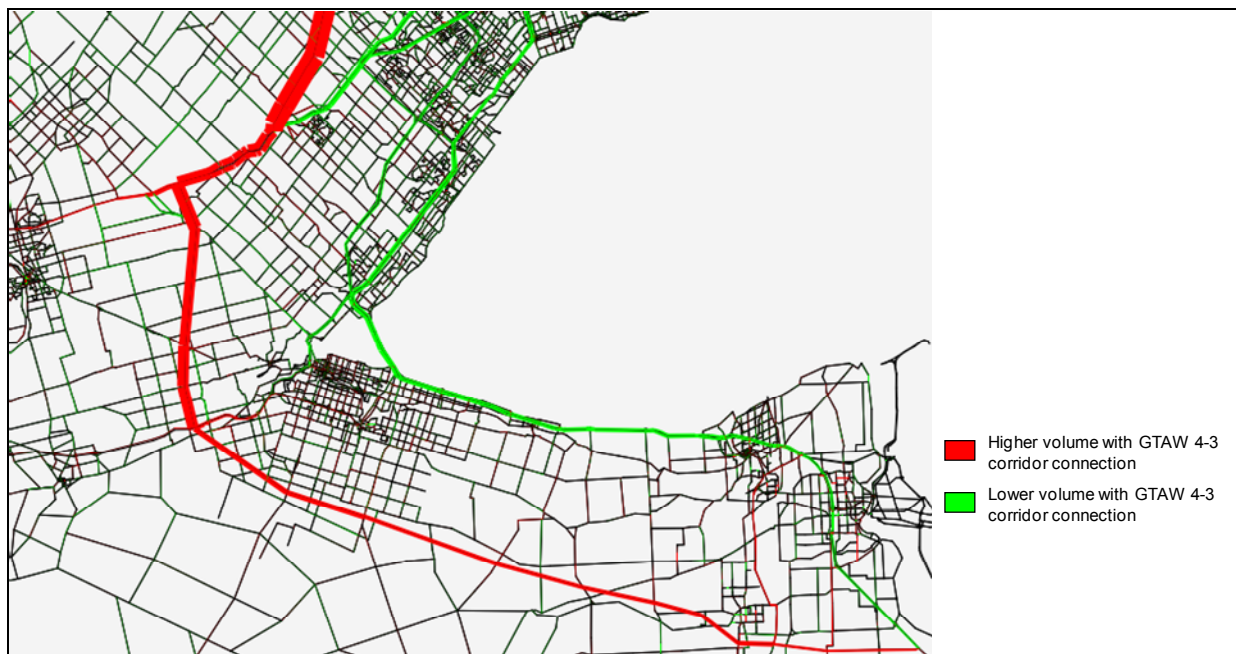 Higher volume with GTAW 4-3
corridor connection
Lower volume with GTAW 4-3
corridor connection